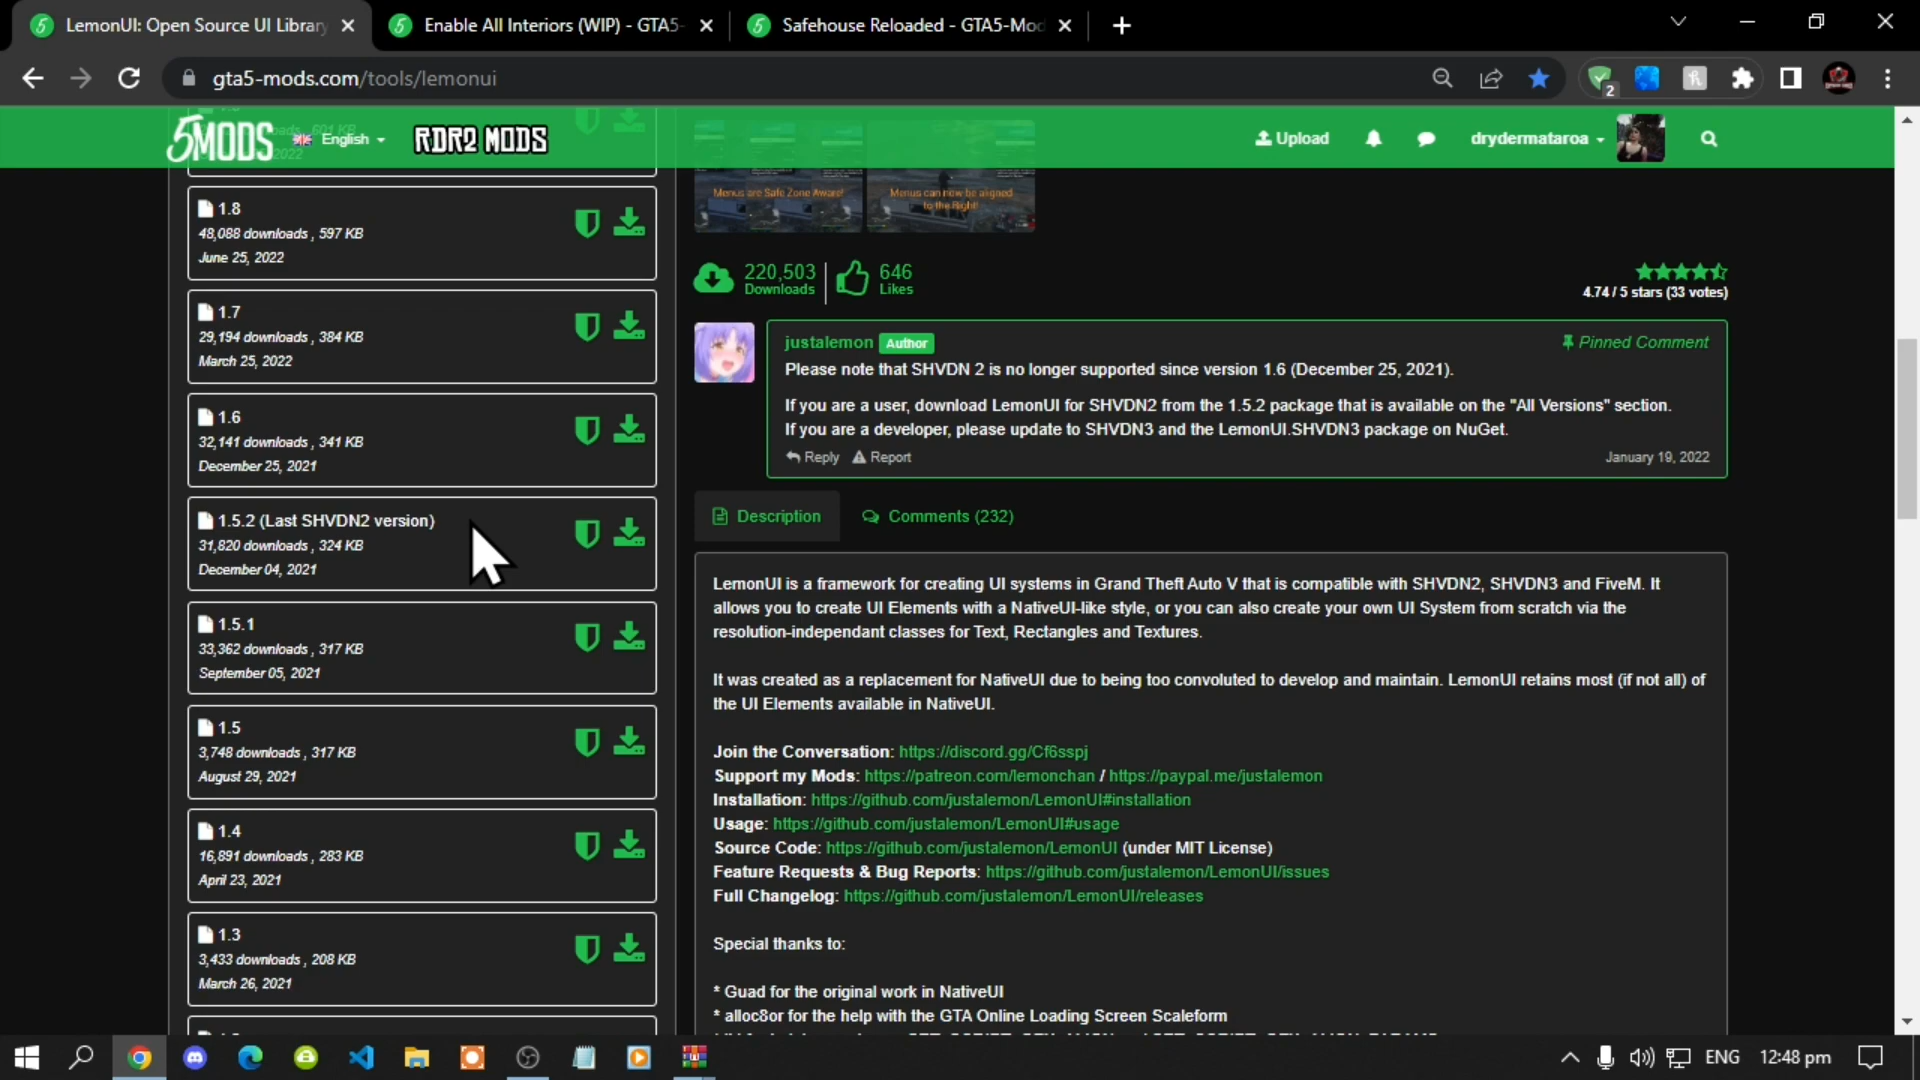 LemonUI: Open Source UI Library
Enable All Interiors (WIP) - GTA5-
Safehouse Reloaded - GTA5-Mod
gta5-mods.com/tools/lemonui
2
5MODS
English
RDR2 MODS
Upload
drydermataroa
1.8
48,088 downloads , 597 KB
June 25, 2022
1.7
29,194 downloads , 384 KB
March 25, 2022
1.6
32,141 downloads , 341 KB
December 25, 2021
1.5.2 (Last SHVDN2 version)
31,820 downloads , 324 KB
December 04, 2021
1.5.1
33,362 downloads , 317 KB
September 05, 2021
1.5
3,748 downloads , 317 KB
August 29, 2021
1.4
16,891 downloads , 283 KB
April 23, 2021
1.3
3,433 downloads , 208 KB
March 26, 2021
Menus are Safe Zone Aware!
Menus can now be aligned
to the Right!
220,503
Downloads
646
Likes
4.74 / 5 stars (33 votes)
justalemon Author
Pinned Comment
Please note that SHVDN 2 is no longer supported since version 1.6 (December 25, 2021).
If you are a user, download LemonUI for SHVDN2 from the 1.5.2 package that is available on the "All Versions" section.
If you are a developer, please update to SHVDN3 and the LemonUI.SHVDN3 package on NuGet.
Reply Report
January 19, 2022
Description
Comments (232)
LemonUI is a framework for creating UI systems in Grand Theft Auto V that is compatible with SHVDN2, SHVDN3 and FiveM. It
allows you to create UI Elements with a NativeUI-like style, or you can also create your own UI System from scratch via the
resolution-independant classes for Text, Rectangles and Textures.
It was created as a replacement for NativeUI due to being too convoluted to develop and maintain. LemonUI retains most (if not all) of
the UI Elements available in NativeUI.
Join the Conversation: https://discord.gg/Cf6sspj
Support my Mods: https://patreon.com/lemonchan / https://paypal.me/justalemon
Installation: https://github.com/justalemon/LemonUI#installation
Usage: https://github.com/justalemon/LemonUI#usage
Source Code: https://github.com/justalemon/LemonUI (under MIT License)
Feature Requests & Bug Reports: https://github.com/justalemon/LemonUI/issues
Full Changelog: https://github.com/justalemon/LemonUI/releases
Special thanks to:
* Guad for the original work in NativeUI
* alloc8or for the help with the GTA Online Loading Screen Scaleform
ENG
12:48 pm